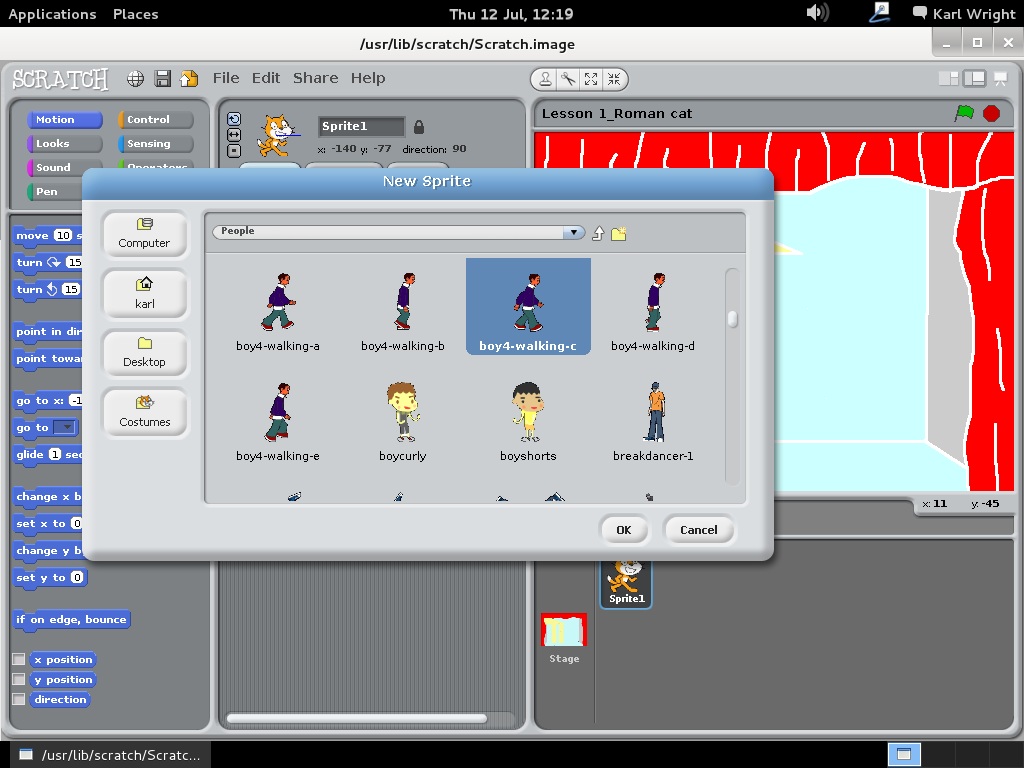 Applications Places Thu 12 Jul, 12:19 Karl Wright
/usr/lib/scratch/Scratch.image
SCRATCH File Edit Share Help
Motion Control
Looks Sensing
Sound Operators
Pen
Sprite1
x: -140 y: -77 direction: 90
Lesson 1_Roman cat
New Sprite
Computer
karl
Desktop
Costumes
People
boy4-walking-a boy4-walking-b boy4-walking-c boy4-walking-d
boy4-walking-e boycurly boyshorts breakdancer-1
OK Cancel
move 10 s
turn 15
turn 15
point in dir
point towar
go to x: -1
go to
glide 1 sec
change x b
set x to 0
change y b
set y to 0
if on edge, bounce
x position
y position
direction
x: 11 y: -45
Sprite1
Stage
/usr/lib/scratch/Scratc...